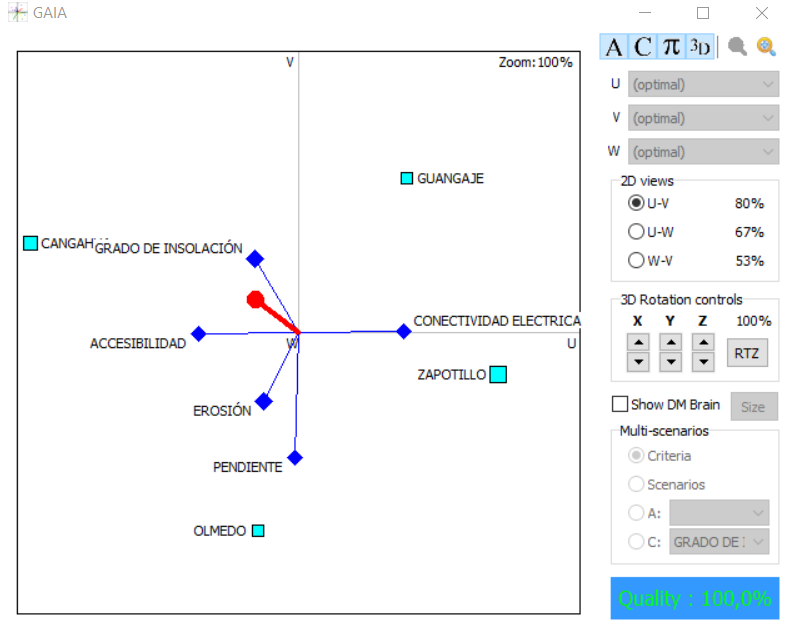 GAIA
V
Zoom: 100%
GUANGAJE
GRADO DE INSOLACIÓN
CONECTIVIDAD ELECTRICA
ACCESIBILIDAD
W
U
ZAPOTILLO
EROSIÓN
PENDIENTE
OLMEDO
A C π 3D
U (optimal)
V (optimal)
W (optimal)
2D views
U-V 80%
U-W 67%
W-V 53%
3D Rotation controls
X Y Z 100%
RTZ
Show DM Brain Size
Multi-scenarios
Criteria
Scenarios
A:
C: GRADO DE
Quality : 100,0%